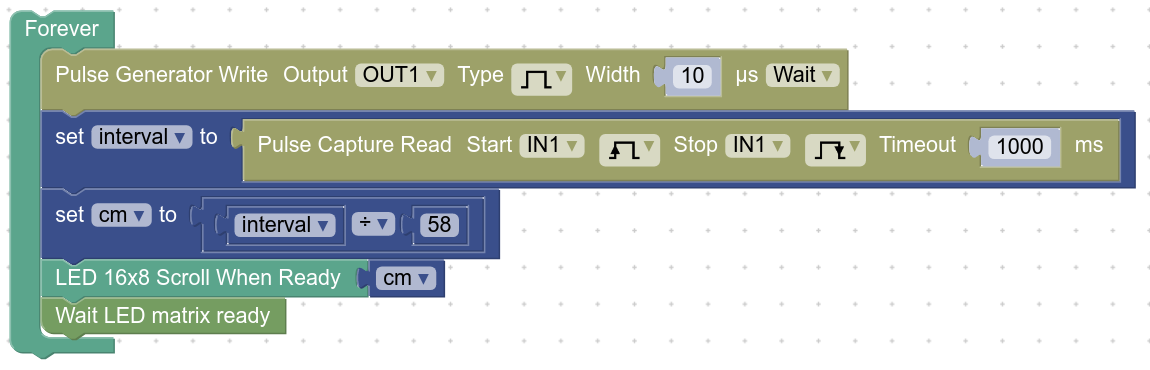 Forever
Pulse Generator Write Output OUT1 Type Width 10 µs Wait
set interval to Pulse Capture Read Start IN1 Stop IN1 Timeout 1000 ms
set cm to interval ÷ 58
LED 16x8 Scroll When Ready cm
Wait LED matrix ready